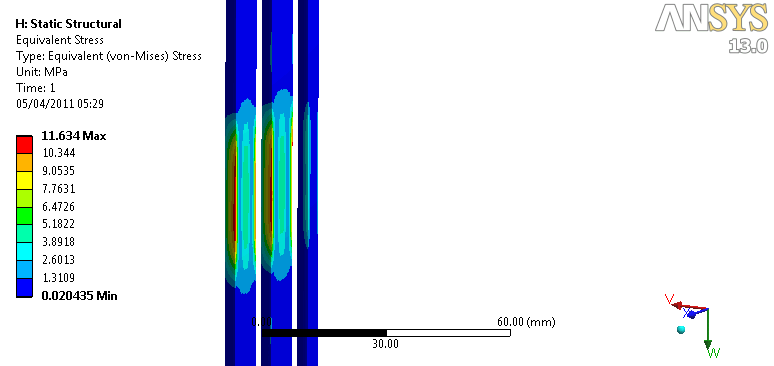 H: Static Structural
Equivalent Stress
Type: Equivalent (von-Mises) Stress
Unit: MPa
Time: 1
05/04/2011 05:29
ANSYS
13.0
11.634 Max
10.344
9.0535
7.7631
6.4726
5.1822
3.8918
2.6013
1.3109
0.020435 Min
60.00 (mm)
30.00
V
W